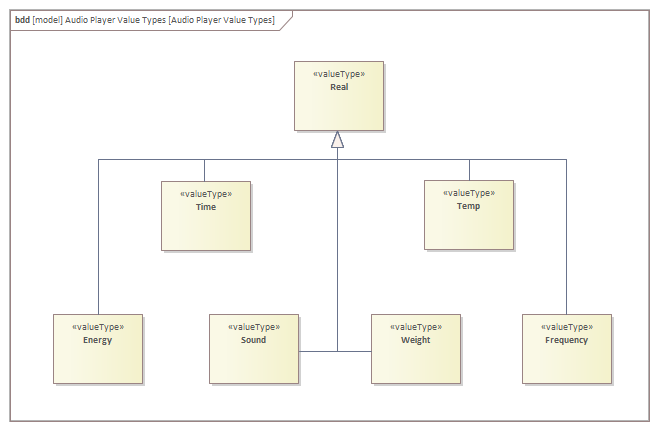 bdd [model] Audio Player Value Types [Audio Player Value Types]
«valueType»
Real
«valueType»
Time
«valueType»
Temp
«valueType»
Energy
«valueType»
Sound
«valueType»
Weight
«valueType»
Frequency